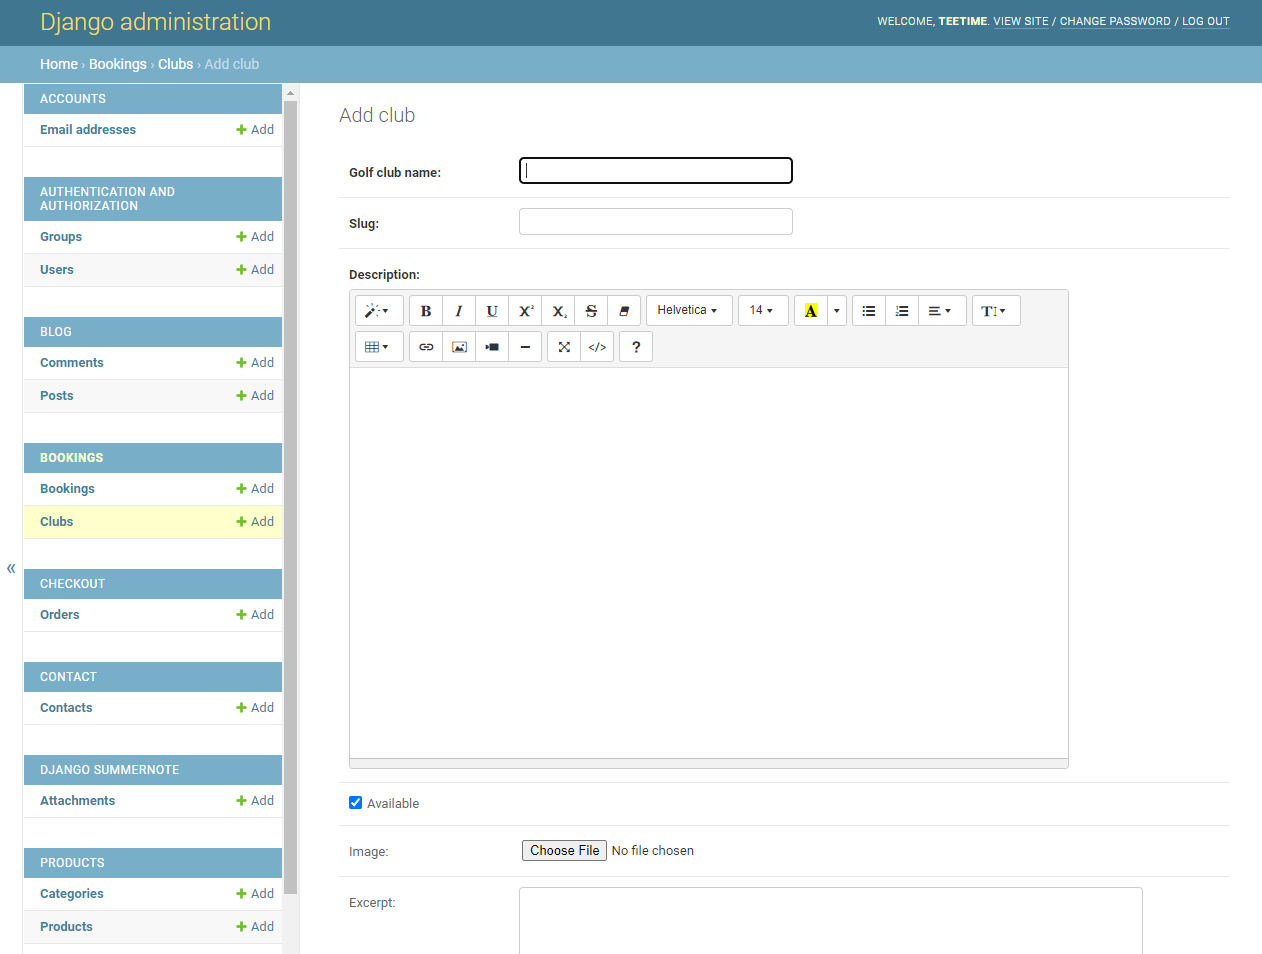 Django administration
WELCOME, TEETIME. VIEW SITE / CHANGE PASSWORD / LOG OUT
Home › Bookings › Clubs › Add club
ACCOUNTS
Email addresses Add
AUTHENTICATION AND
AUTHORIZATION
Groups Add
Users Add
BLOG
Comments Add
Posts Add
BOOKINGS
Bookings Add
Clubs Add
CHECKOUT
Orders Add
CONTACT
Contacts Add
DJANGO SUMMERNOTE
Attachments Add
PRODUCTS
Categories Add
Products Add
«
Add club
Golf club name:
Slug:
Description:
B I U X² X₂ S Helvetica 14 A T
</> ?
Available
Image: Choose File No file chosen
Excerpt: